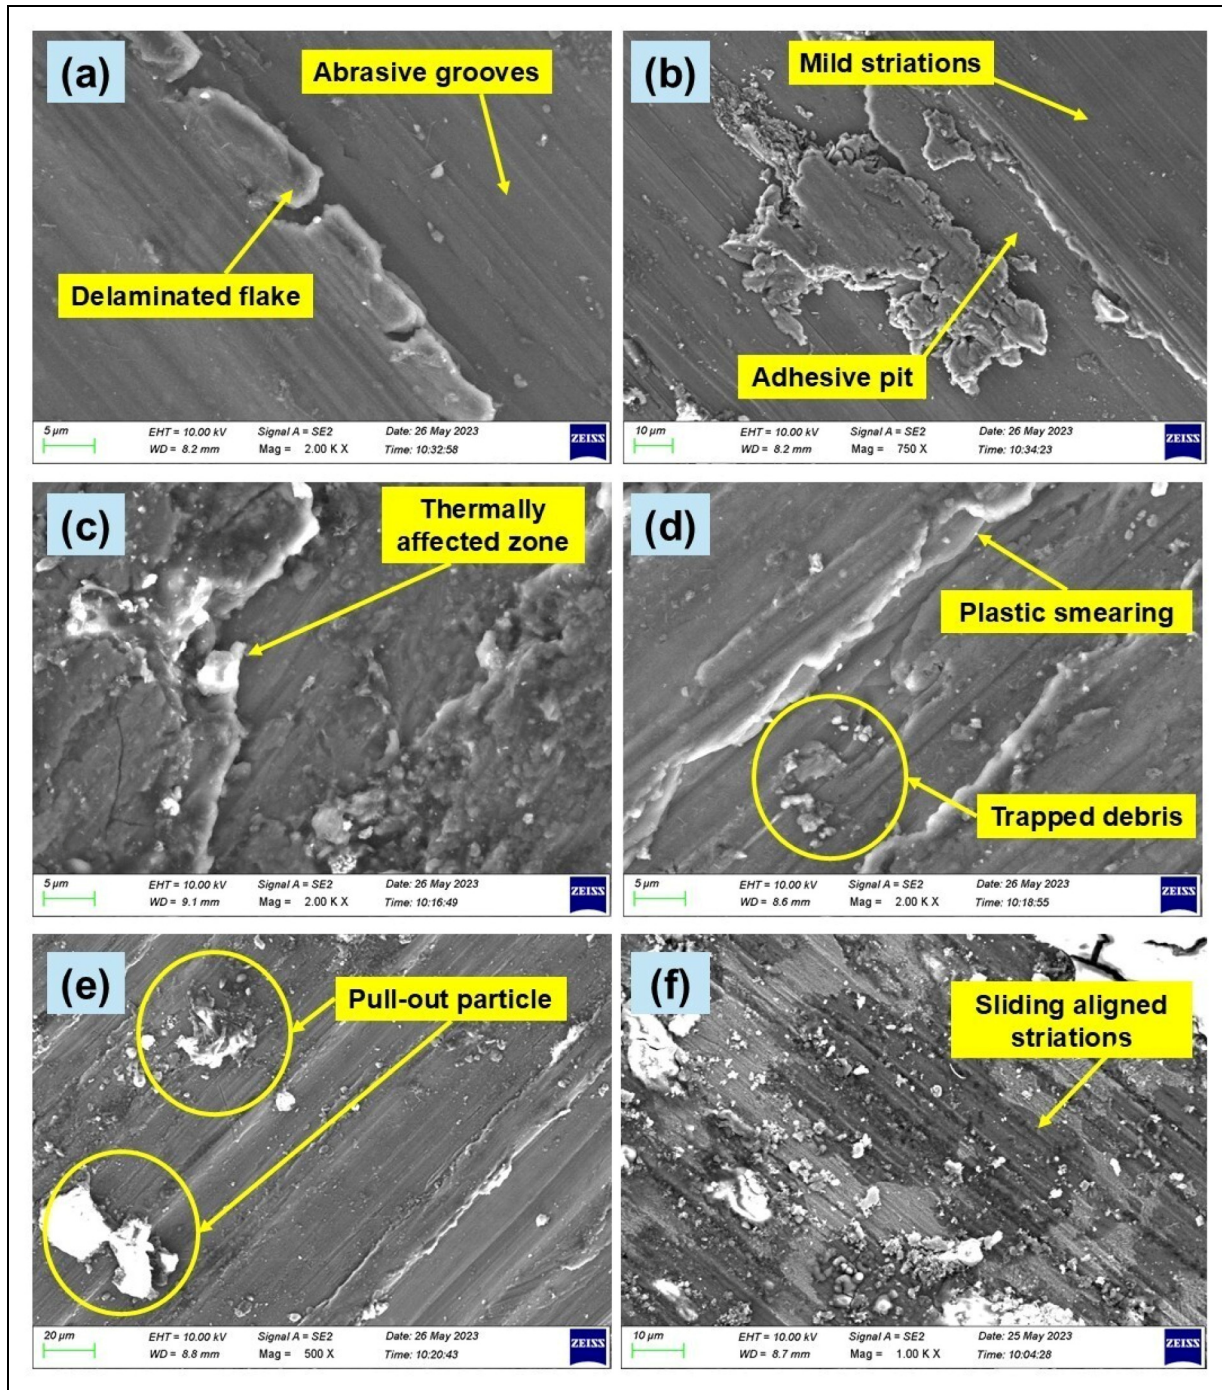 (a)
Abrasive grooves
Delaminated flake
5 µm
EHT = 10.00 kV
Signal A = SE2
Date: 26 May 2023
WD = 8.2 mm
Mag = 2.00 K X
Time: 10:32:58
ZEISS
(b)
Mild striations
Adhesive pit
10 µm
EHT = 10.00 kV
Signal A = SE2
Date: 26 May 2023
WD = 8.2 mm
Mag = 750 X
Time: 10:34:23
ZEISS
(c)
Thermally
affected zone
5 µm
EHT = 10.00 kV
Signal A = SE2
Date: 26 May 2023
WD = 9.1 mm
Mag = 2.00 K X
Time: 10:16:49
ZEISS
(d)
Plastic smearing
Trapped debris
5 µm
EHT = 10.00 kV
Signal A = SE2
Date: 26 May 2023
WD = 8.6 mm
Mag = 2.00 K X
Time: 10:18:55
ZEISS
(e)
Pull-out particle
20 µm
EHT = 10.00 kV
Signal A = SE2
Date: 26 May 2023
WD = 8.8 mm
Mag = 500 X
Time: 10:20:43
ZEISS
(f)
Sliding aligned
striations
10 µm
EHT = 10.00 kV
Signal A = SE2
Date: 25 May 2023
WD = 8.7 mm
Mag = 1.00 K X
Time: 10:04:28
ZEISS